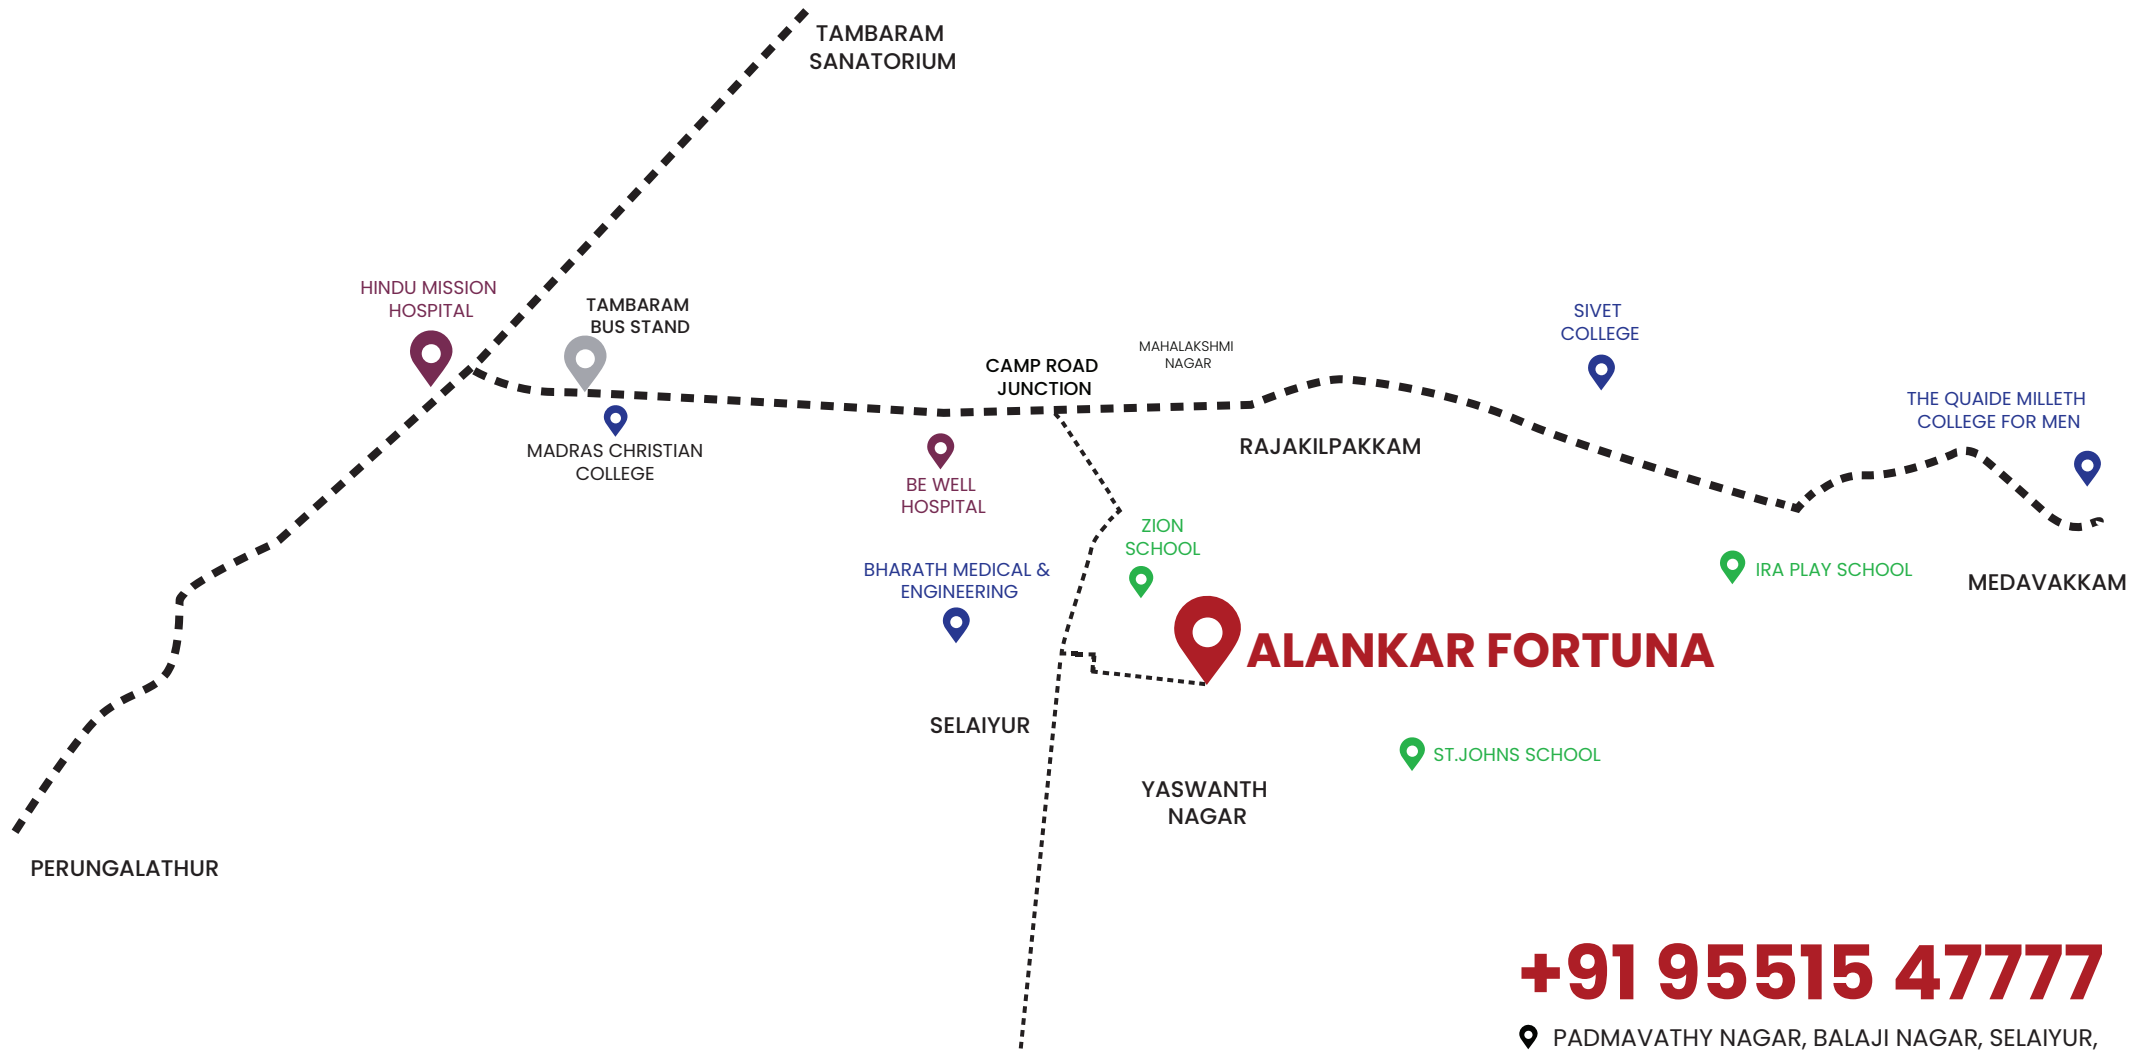 TAMBARAM
SANATORIUM
HINDU MISSION
HOSPITAL
TAMBARAM
BUS STAND
MADRAS CHRISTIAN
COLLEGE
CAMP ROAD
JUNCTION
MAHALAKSHMI
NAGAR
SIVET
COLLEGE
THE QUAIDE MILLETH
COLLEGE FOR MEN
RAJAKILPAKKAM
BE WELL
HOSPITAL
ZION
SCHOOL
BHARATH MEDICAL &
ENGINEERING
IRA PLAY SCHOOL
MEDAVAKKAM
ALANKAR FORTUNA
SELAIYUR
ST.JOHNS SCHOOL
YASWANTH
NAGAR
PERUNGALATHUR
+91 95515 47777
PADMAVATHY NAGAR, BALAJI NAGAR, SELAIYUR,